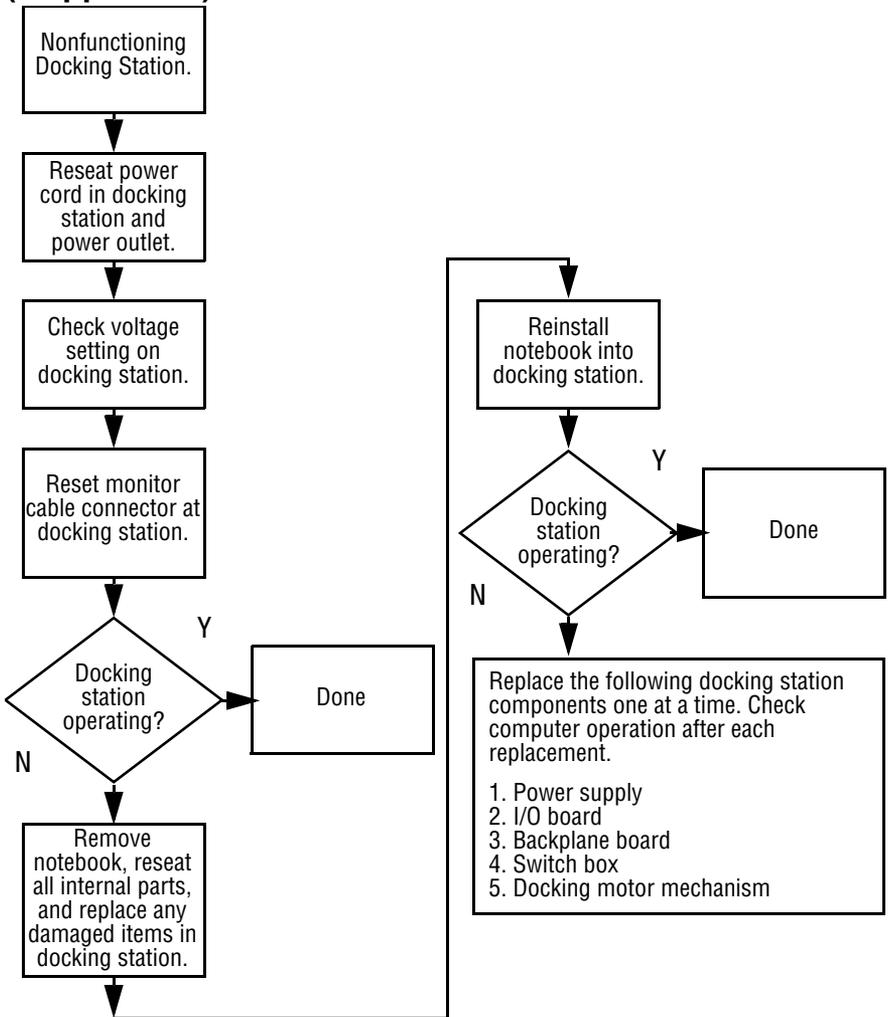 Nonfunctioning
Docking Station.
Reseat power
cord in docking
station and
power outlet.
Check voltage
setting on
docking station.
Reset monitor
cable connector at
docking station.
Y
Docking
station
operating?
Done
N
Remove
notebook, reseat
all internal parts,
and replace any
damaged items in
docking station.
Reinstall
notebook into
docking station.
Y
Docking
station
operating?
Done
N
Replace the following docking station
components one at a time. Check
computer operation after each
replacement.
1. Power supply
2. I/O board
3. Backplane board
4. Switch box
5. Docking motor mechanism